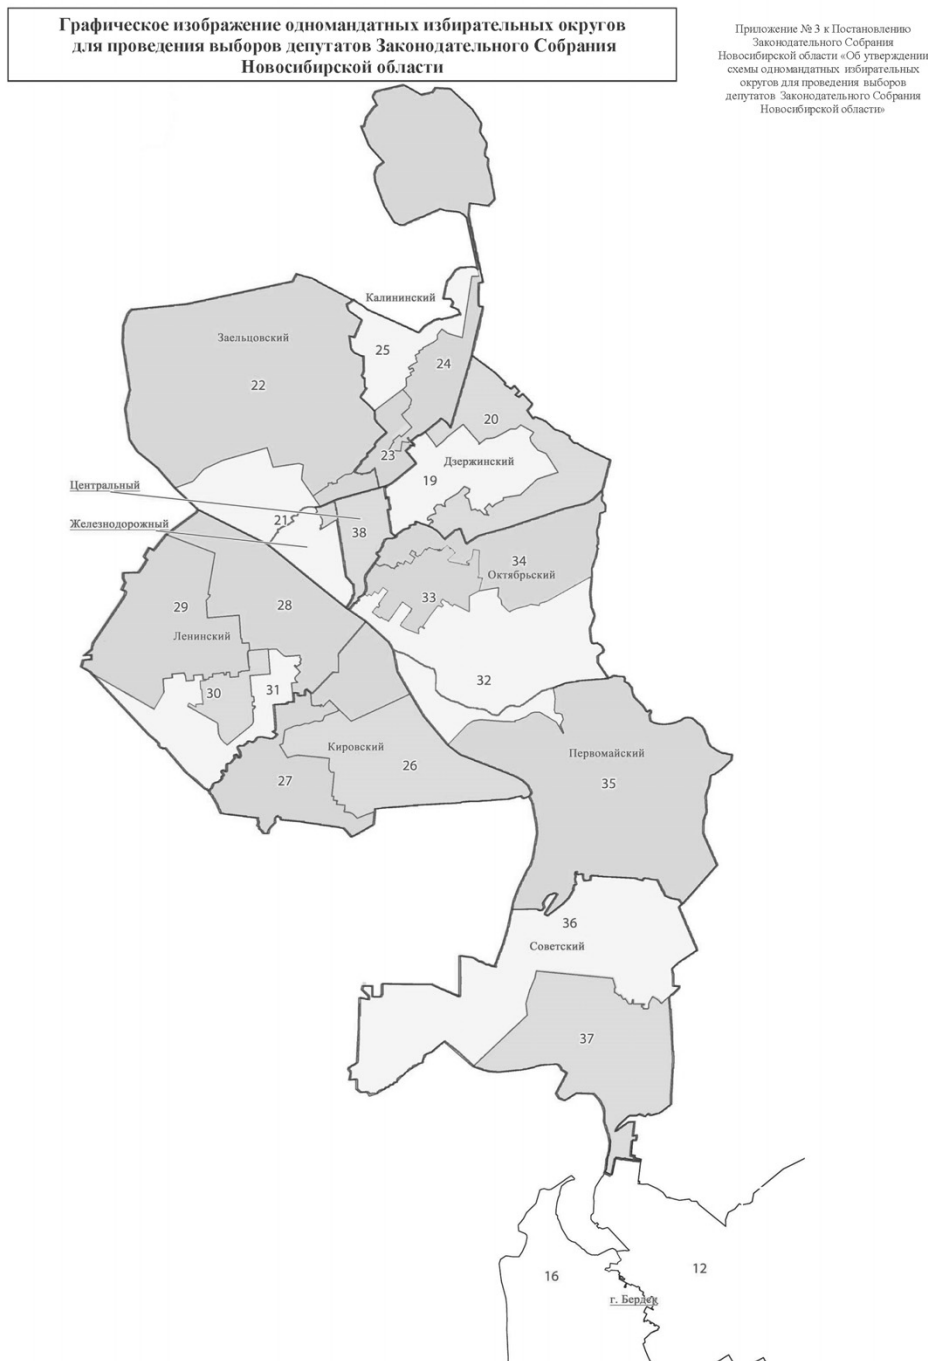 Графическое изображение одномандатных избирательных округов
для проведения выборов депутатов Законодательного Собрания
Новосибирской области
Приложение № 3 к Постановлению
Законодательного Собрания
Новосибирской области «Об утверждении
схемы одномандатных избирательных
округов для проведения выборов
депутатов Законодательного Собрания
Новосибирской области»
Калининский
Заельцовский
25
24
22
20
23
Дзержинский
19
Центральный
21
Железнодорожный
38
34
Октябрьский
33
29
28
Ленинский
32
30
31
Кировский
26
27
Первомайский
35
36
Советский
37
16
12
г. Бердск